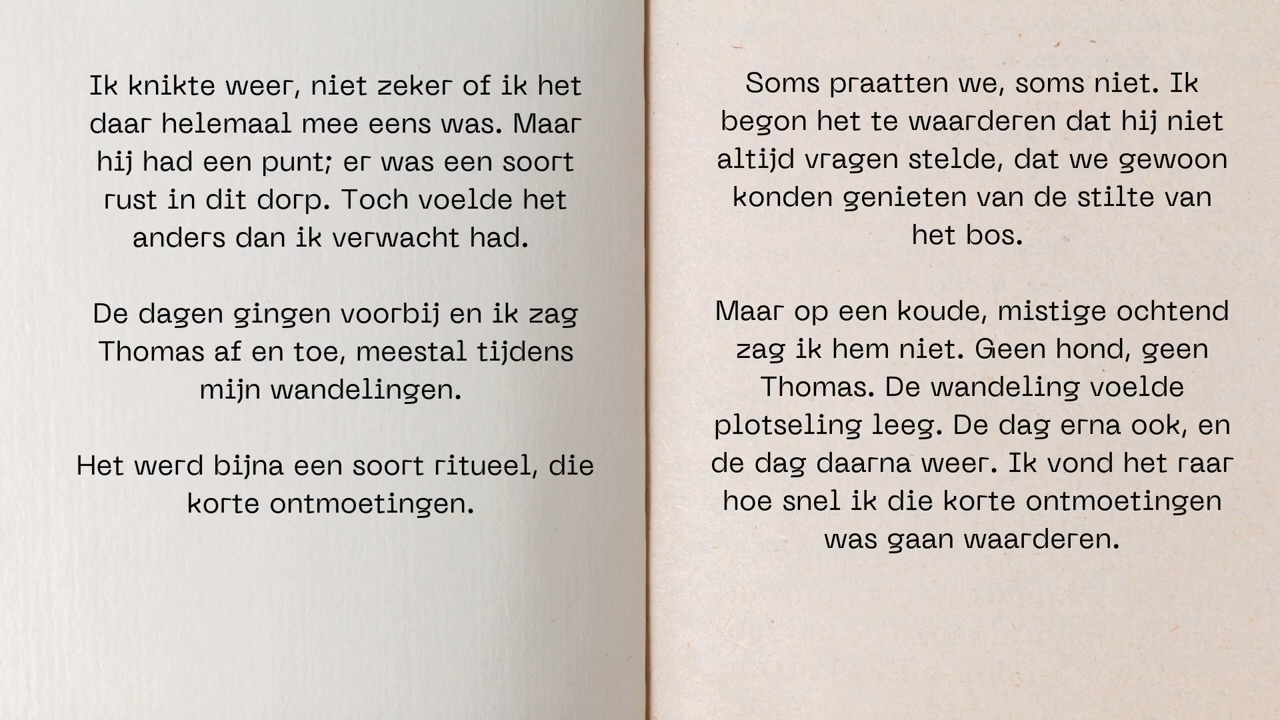 Ik knikte weer, niet zeker of ik het
daar helemaal mee eens was. Maar
hij had een punt; er was een soort
rust in dit dorp. Toch voelde het
anders dan ik verwacht had.
De dagen gingen voorbij en ik zag
Thomas af en toe, meestal tijdens
mijn wandelingen.
Het werd bijna een soort ritueel, die
korte ontmoetingen.
Soms praatten we, soms niet. Ik
begon het te waarderen dat hij niet
altijd vragen stelde, dat we gewoon
konden genieten van de stilte van
het bos.
Maar op een koude, mistige ochtend
zag ik hem niet. Geen hond, geen
Thomas. De wandeling voelde
plotseling leeg. De dag erna ook, en
de dag daarna weer. Ik vond het raar
hoe snel ik die korte ontmoetingen
was gaan waarderen.